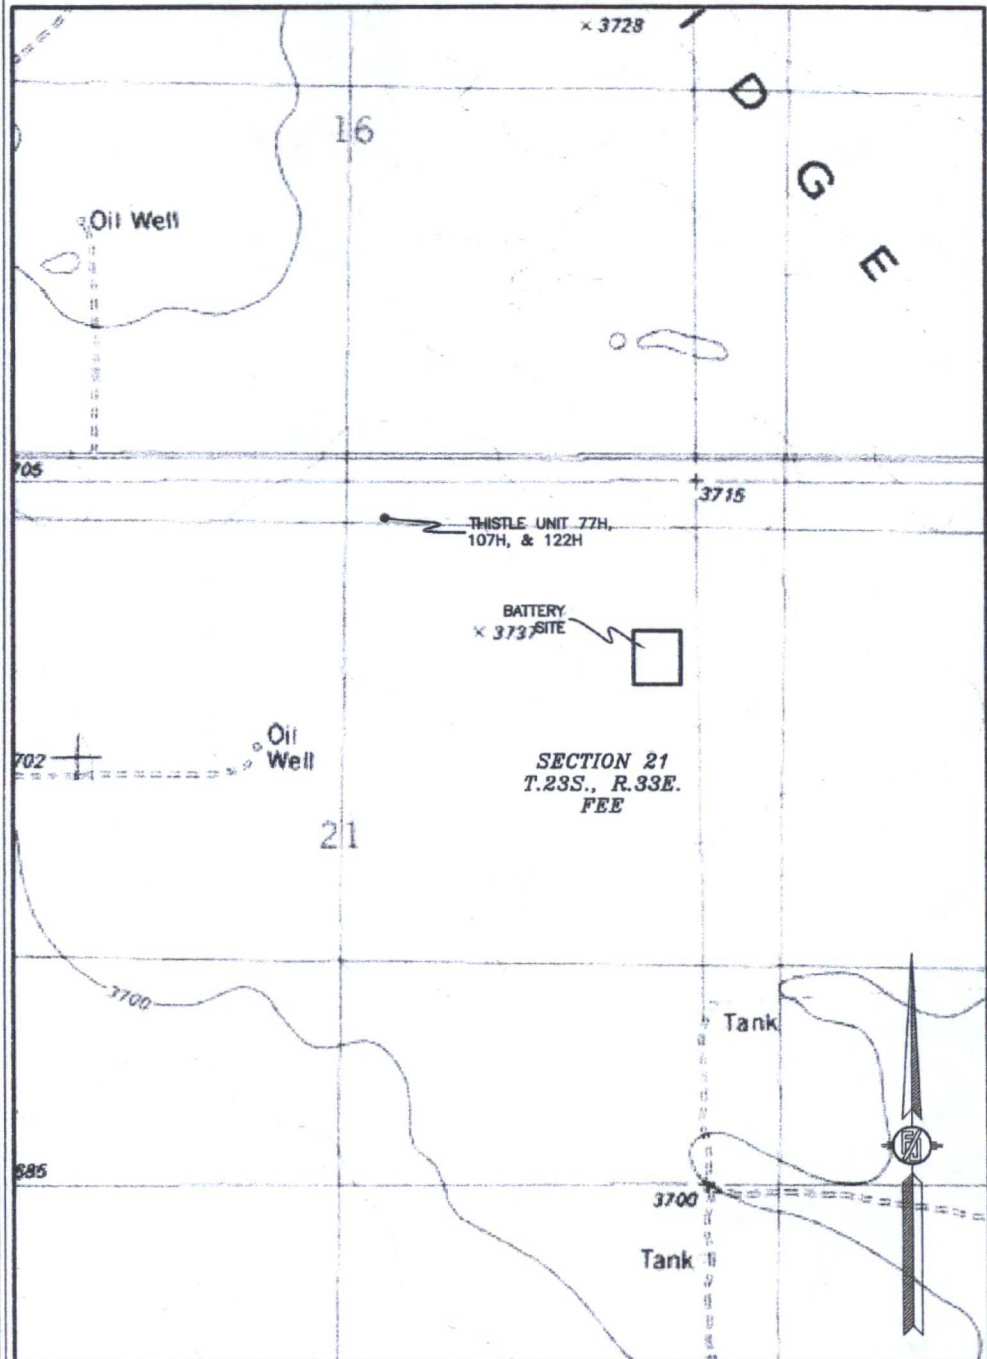 × 3728
D
G
E
16
Oil Well
705
3715
THISTLE UNIT 77H,
107H, & 122H
BATTERY
SITE
× 3737
Oil
Well
702
SECTION 21
T.23S., R.33E.
FEE
21
3700
Tank
685
3700
Tank